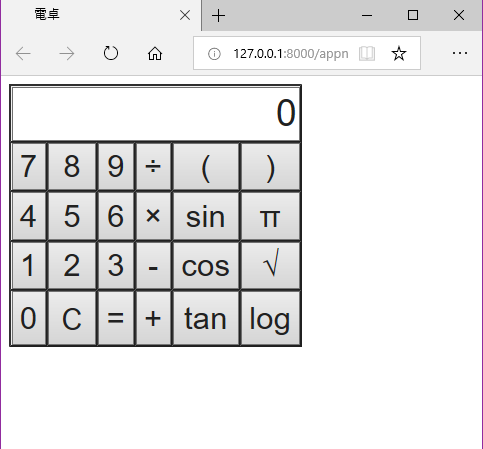 電卓
127.0.0.1:8000/appn
0
7 8 9 ÷ ( )
4 5 6 × sin π
1 2 3 - cos √
0 C = + tan log